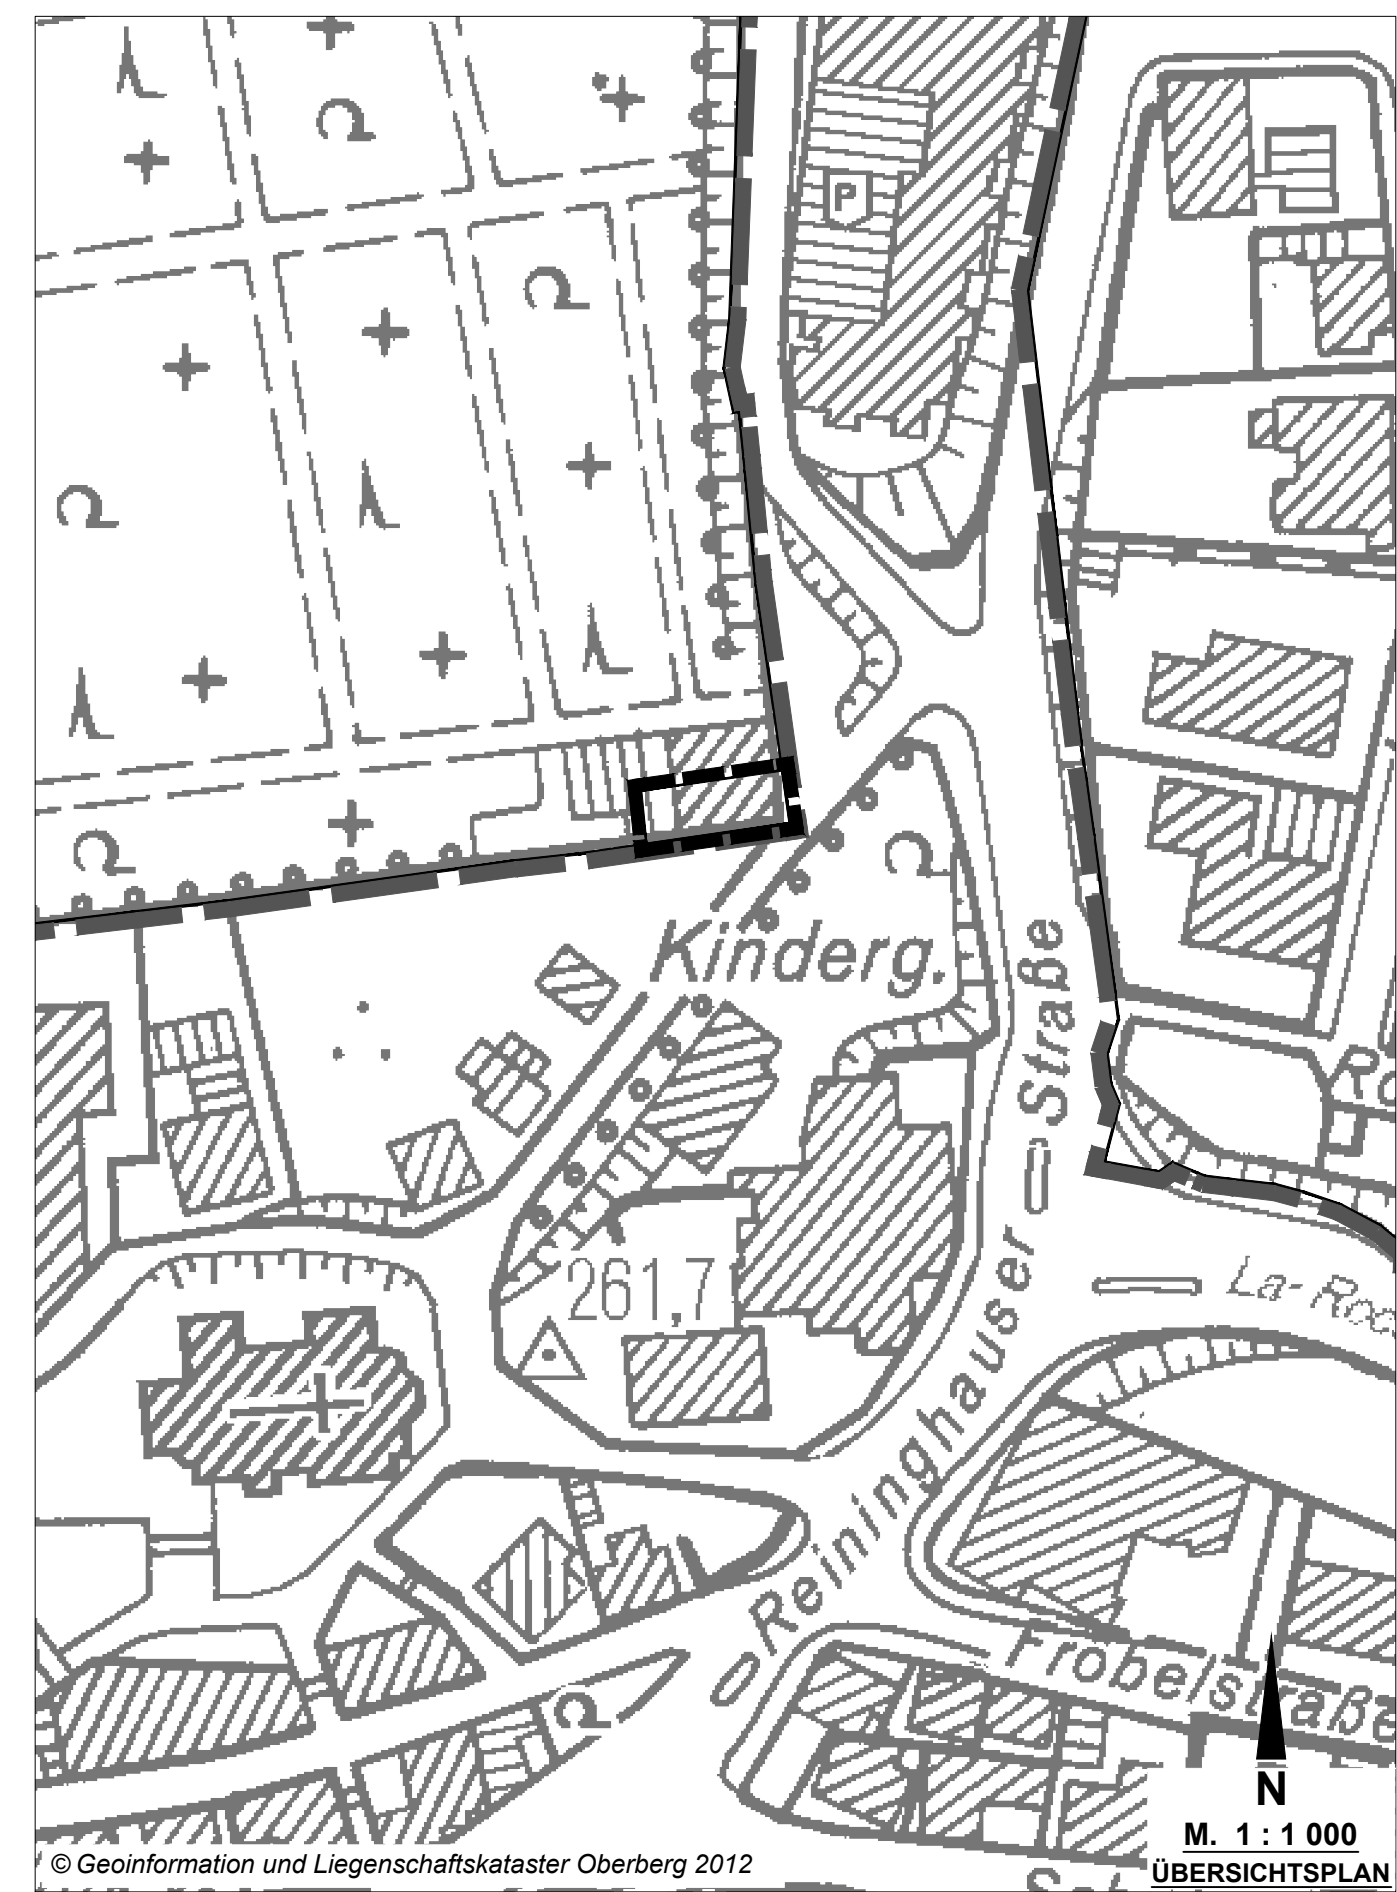 P
Kinderg.
Straße
261,7
Reininghauser
La-Roc
Fröbelstraße
N
M. 1 : 1 000
ÜBERSICHTSPLAN
© Geoinformation und Liegenschaftskataster Oberberg 2012